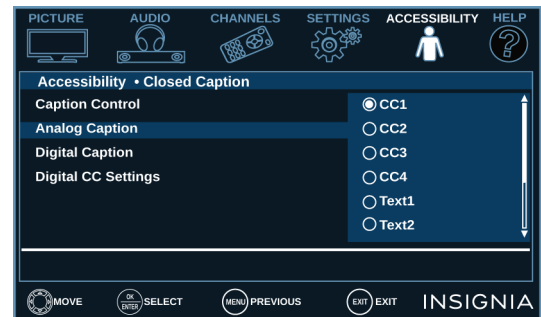 PICTURE AUDIO CHANNELS SETTINGS ACCESSIBILITY HELP
?
Accessibility • Closed Caption
Caption Control
Analog Caption
Digital Caption
Digital CC Settings
CC1
CC2
CC3
CC4
Text1
Text2
MOVE OK ENTER SELECT MENU PREVIOUS EXIT EXIT INSIGNIA